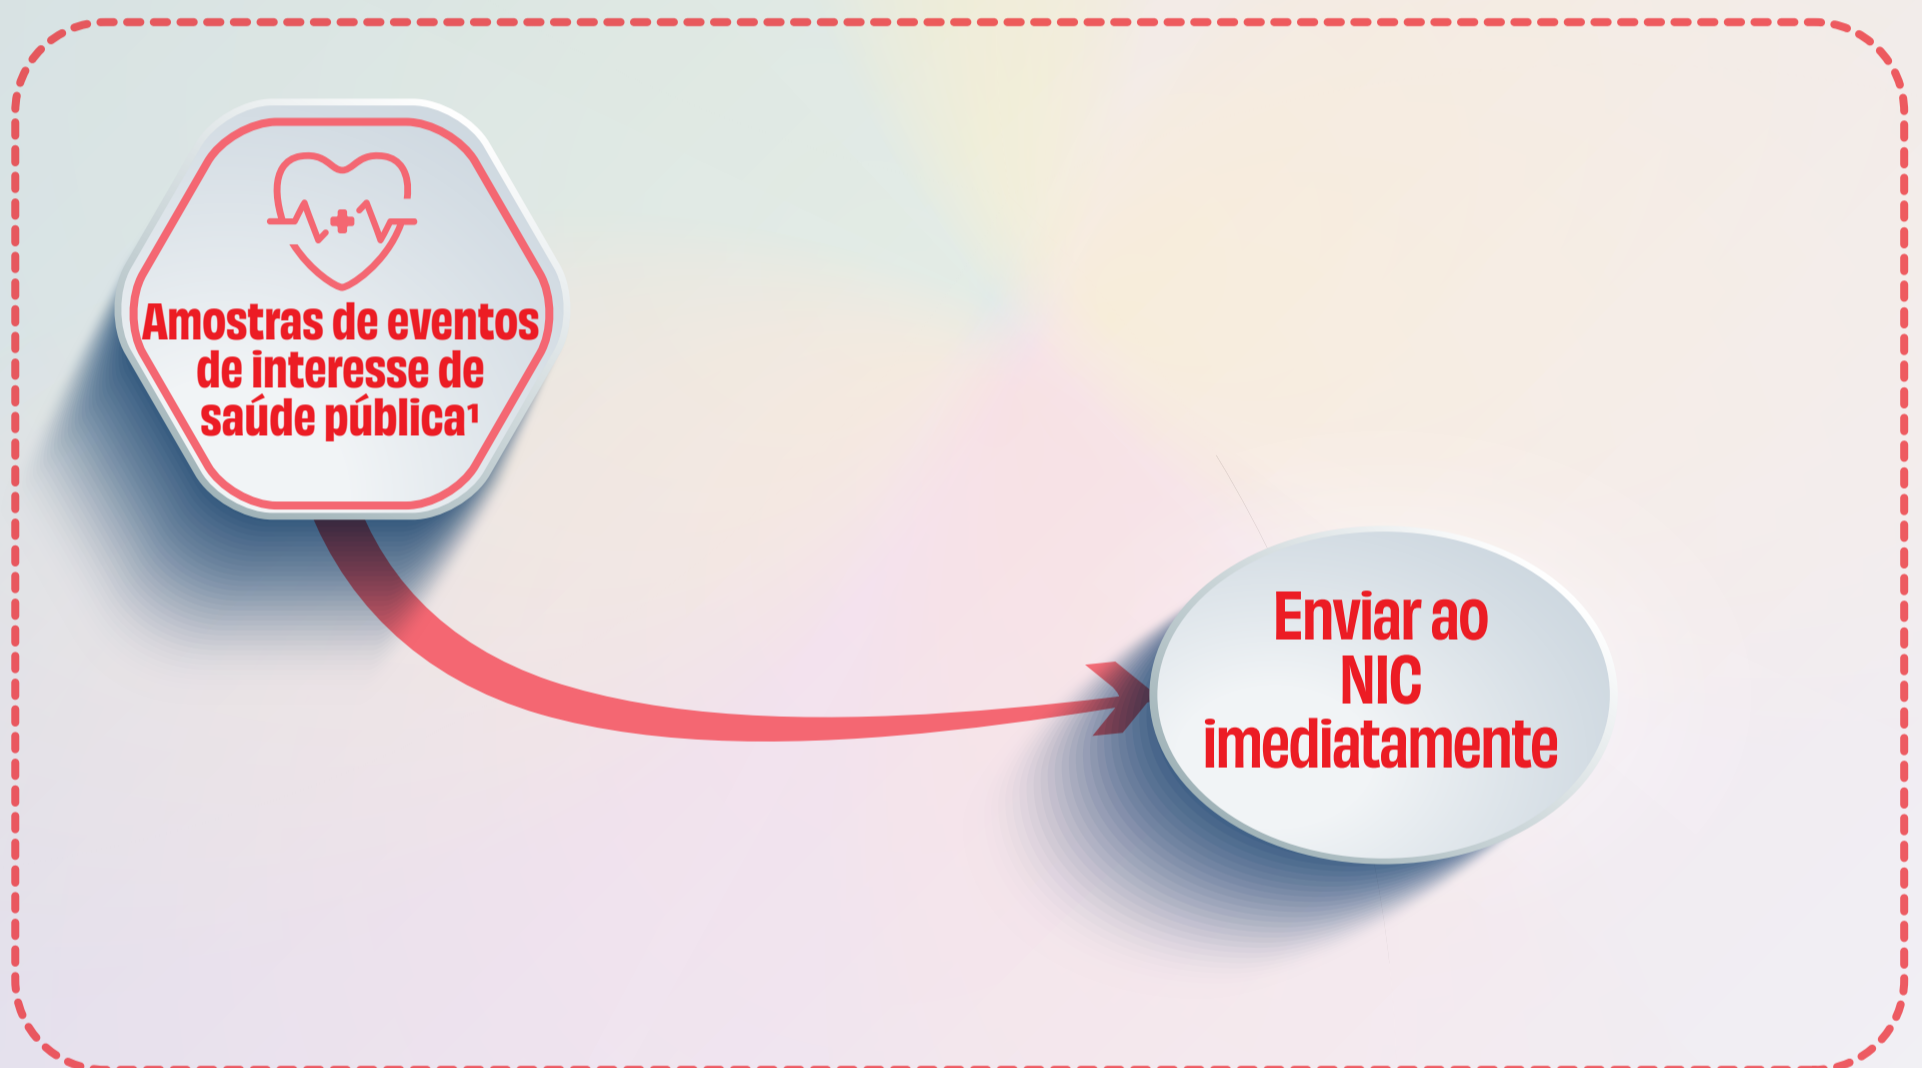 Amostras de eventos
de interesse de
saúde pública¹
Enviar ao
NIC
imediatamente